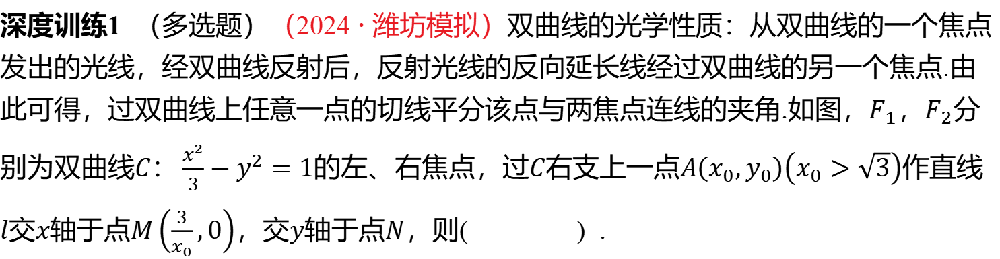 深度训练1 （多选题）（2024·潍坊模拟）双曲线的光学性质：从双曲线的一个焦点
发出的光线，经双曲线反射后，反射光线的反向延长线经过双曲线的另一个焦点.由
此可得，过双曲线上任意一点的切线平分该点与两焦点连线的夹角.如图，$F_1$，$F_2$分
别为双曲线$C$：$\frac{x^2}{3}-y^2=1$的左、右焦点，过$C$右支上一点$A(x_0,y_0)(x_0>\sqrt{3})$作直线
$l$交$x$轴于点$M\left(\frac{3}{x_0},0\right)$，交$y$轴于点$N$，则( ) .